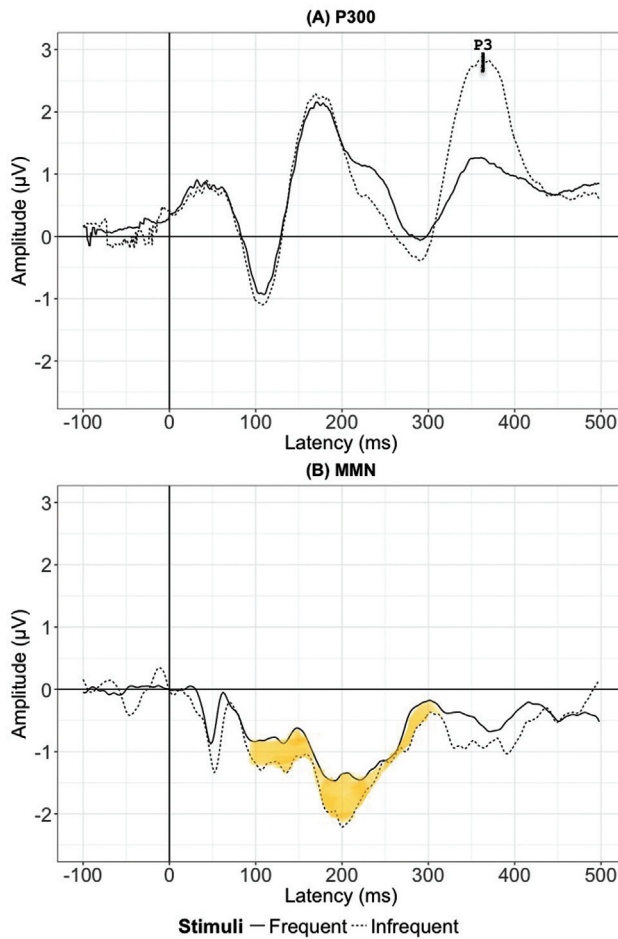 (A) P300
P3
3
2
1
0
-1
-2
Amplitude (µV)
-100 0 100 200 300 400 500
Latency (ms)
(B) MMN
3
2
1
0
-1
-2
Amplitude (µV)
-100 0 100 200 300 400 500
Latency (ms)
Stimuli Frequent Infrequent